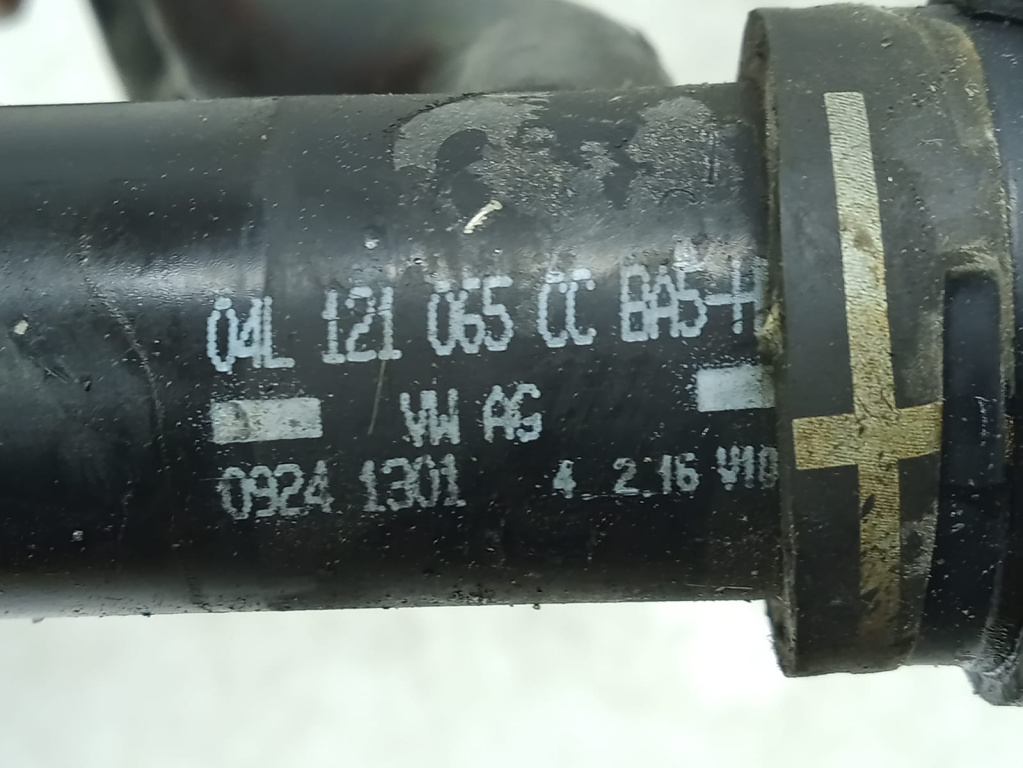 04L 121 065 CC BA5-H
VW AG
0924 1301 4 2.16 V10